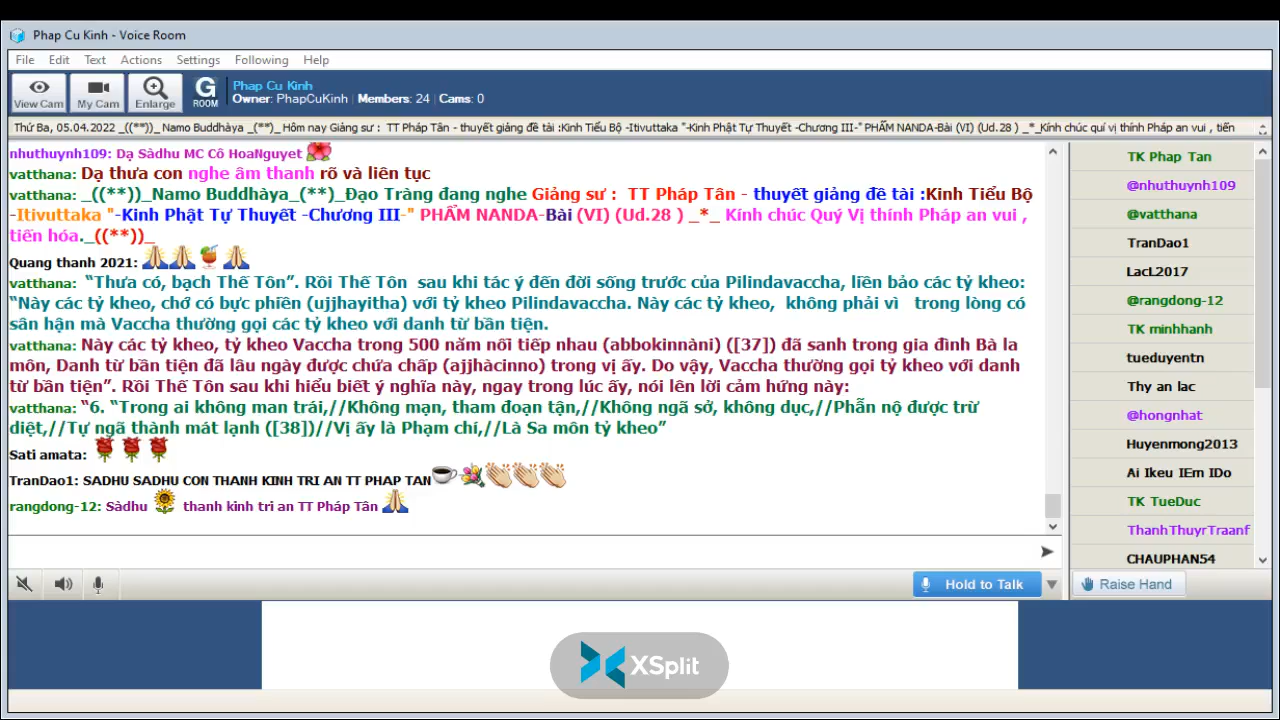 Phap Cu Kinh - Voice Room
File Edit Text Actions Settings Following Help
View Cam My Cam Enlarge G ROOM
Phap Cu Kinh
Owner: PhapCuKinh | Members: 24 | Cams: 0
Thứ Ba, 05.04.2022 _((**))_ Namo Buddhàya _(**)_ Hôm nay Giảng sư : TT Pháp Tân - thuyết giảng đề tài :Kinh Tiểu Bộ -Itivuttaka "-Kinh Phật Tự Thuyết -Chương III-" PHẨM NANDA-Bài (VI) (Ud.28 ) _*_Kính chúc quí vị thính Pháp an vui , tiến
nhuthuynh109: Dạ Sàdhu MC Cô HoaNguyet
vatthana: Dạ thưa con nghe âm thanh rõ và liên tục
vatthana: _((**))_Namo Buddhàya_(**)_Đạo Tràng đang nghe Giảng sư : TT Pháp Tân - thuyết giảng đề tài :Kinh Tiểu Bộ
-Itivuttaka "-Kinh Phật Tự Thuyết -Chương III-" PHẨM NANDA-Bài (VI) (Ud.28 ) _*_ Kính chúc Quý Vị thính Pháp an vui ,
tiến hóa._((**))_
Quang thanh 2021:
vatthana: “Thưa có, bạch Thế Tôn”. Rồi Thế Tôn sau khi tác ý đến đời sống trước của Pilindavaccha, liền bảo các tỷ kheo:
“Này các tỷ kheo, chớ có bực phiền (ujjhayitha) với tỷ kheo Pilindavaccha. Này các tỷ kheo, không phải vì trong lòng có
sân hận mà Vaccha thường gọi các tỷ kheo với danh từ bần tiện.
vatthana: Này các tỷ kheo, tỷ kheo Vaccha trong 500 năm nối tiếp nhau (abbokinnàni) ([37]) đã sanh trong gia đình Bà la
môn, Danh từ bần tiện đã lâu ngày được chứa chấp (ajjhàcinno) trong vị ấy. Do vậy, Vaccha thường gọi tỷ kheo với danh
từ bần tiện”. Rồi Thế Tôn sau khi hiểu biết ý nghĩa này, ngay trong lúc ấy, nói lên lời cảm hứng này:
vatthana: “6. “Trong ai không man trái,//Không mạn, tham đoạn tận,//Không ngã sở, không dục,//Phẫn nộ được trừ
diệt,//Tự ngã thành mát lạnh ([38])//Vị ấy là Phạm chí,//Là Sa môn tỷ kheo”
Sati amata:
TranDao1: SADHU SADHU CON THANH KINH TRI AN TT PHAP TAN
rangdong-12: Sàdhu thanh kinh tri an TT Pháp Tân
TK Phap Tan
@nhuthuynh109
@vatthana
TranDao1
LacL2017
@rangdong-12
TK minhhanh
tueduyentn
Thy an lac
@hongnhat
Huyenmong2013
Ai Ikeu IEm IDo
TK TueDuc
ThanhThuyrTraanf
CHAUPHAN54
Hold to Talk
Raise Hand
XSplit